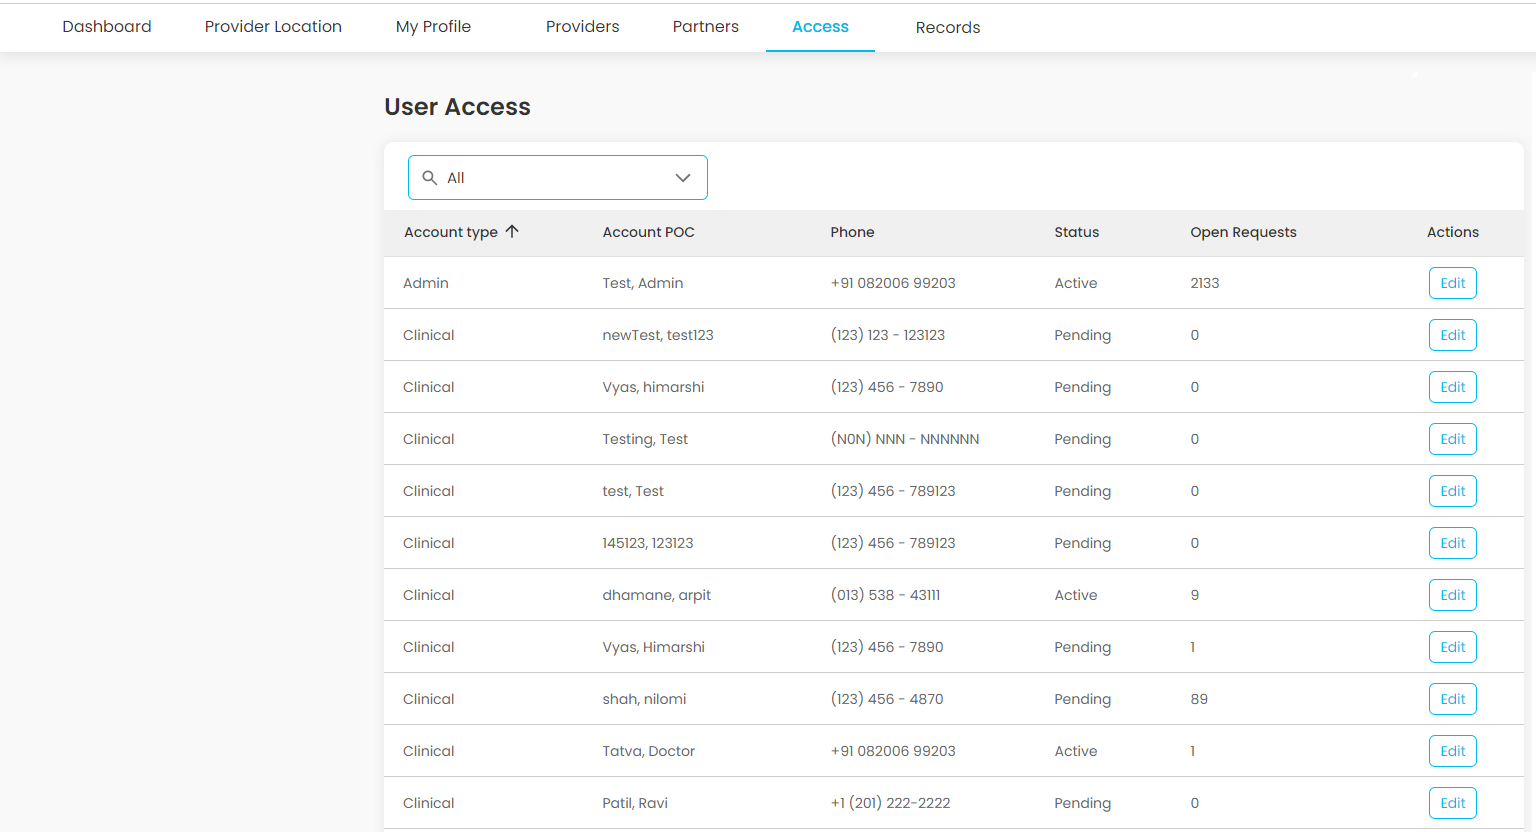 Dashboard Provider Location My Profile Providers Partners Access Records
User Access
All
Account type Account POC Phone Status Open Requests Actions
Admin Test, Admin +91 082006 99203 Active 2133 Edit
Clinical newTest, test123 (123) 123 - 123123 Pending 0 Edit
Clinical Vyas, himarshi (123) 456 - 7890 Pending 0 Edit
Clinical Testing, Test (N0N) NNN - NNNNNN Pending 0 Edit
Clinical test, Test (123) 456 - 789123 Pending 0 Edit
Clinical 145123, 123123 (123) 456 - 789123 Pending 0 Edit
Clinical dhamane, arpit (013) 538 - 43111 Active 9 Edit
Clinical Vyas, Himarshi (123) 456 - 7890 Pending 1 Edit
Clinical shah, nilomi (123) 456 - 4870 Pending 89 Edit
Clinical Tatva, Doctor +91 082006 99203 Active 1 Edit
Clinical Patil, Ravi +1 (201) 222-2222 Pending 0 Edit